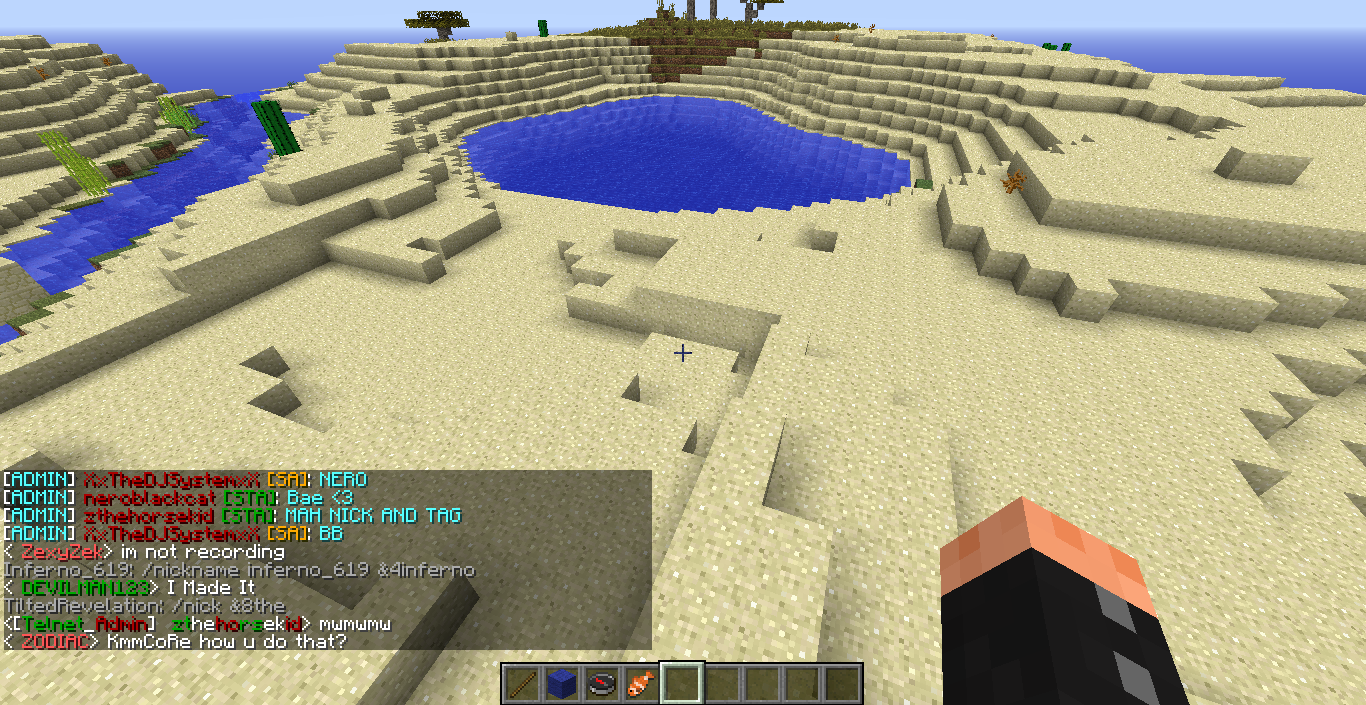 [ADMIN] XxTheDJSystemxX [SA]: NERO
[ADMIN] neroblackcat [STA]: Bae <3
[ADMIN] zthehorsekid [STA]: MAH NICK AND TAG
[ADMIN] XxTheDJSystemxX [SA]: BB
< ZexyZek> im not recording
Inferno_619: /nickname inferno_619 &4inferno
< DEVILMAN123> I Made It
TiltedRevelation: /nick &8the
<[Telnet_Admin] zthehorsekid> mwmwmw
< ZODIAC> KmmCoRe how u do that?